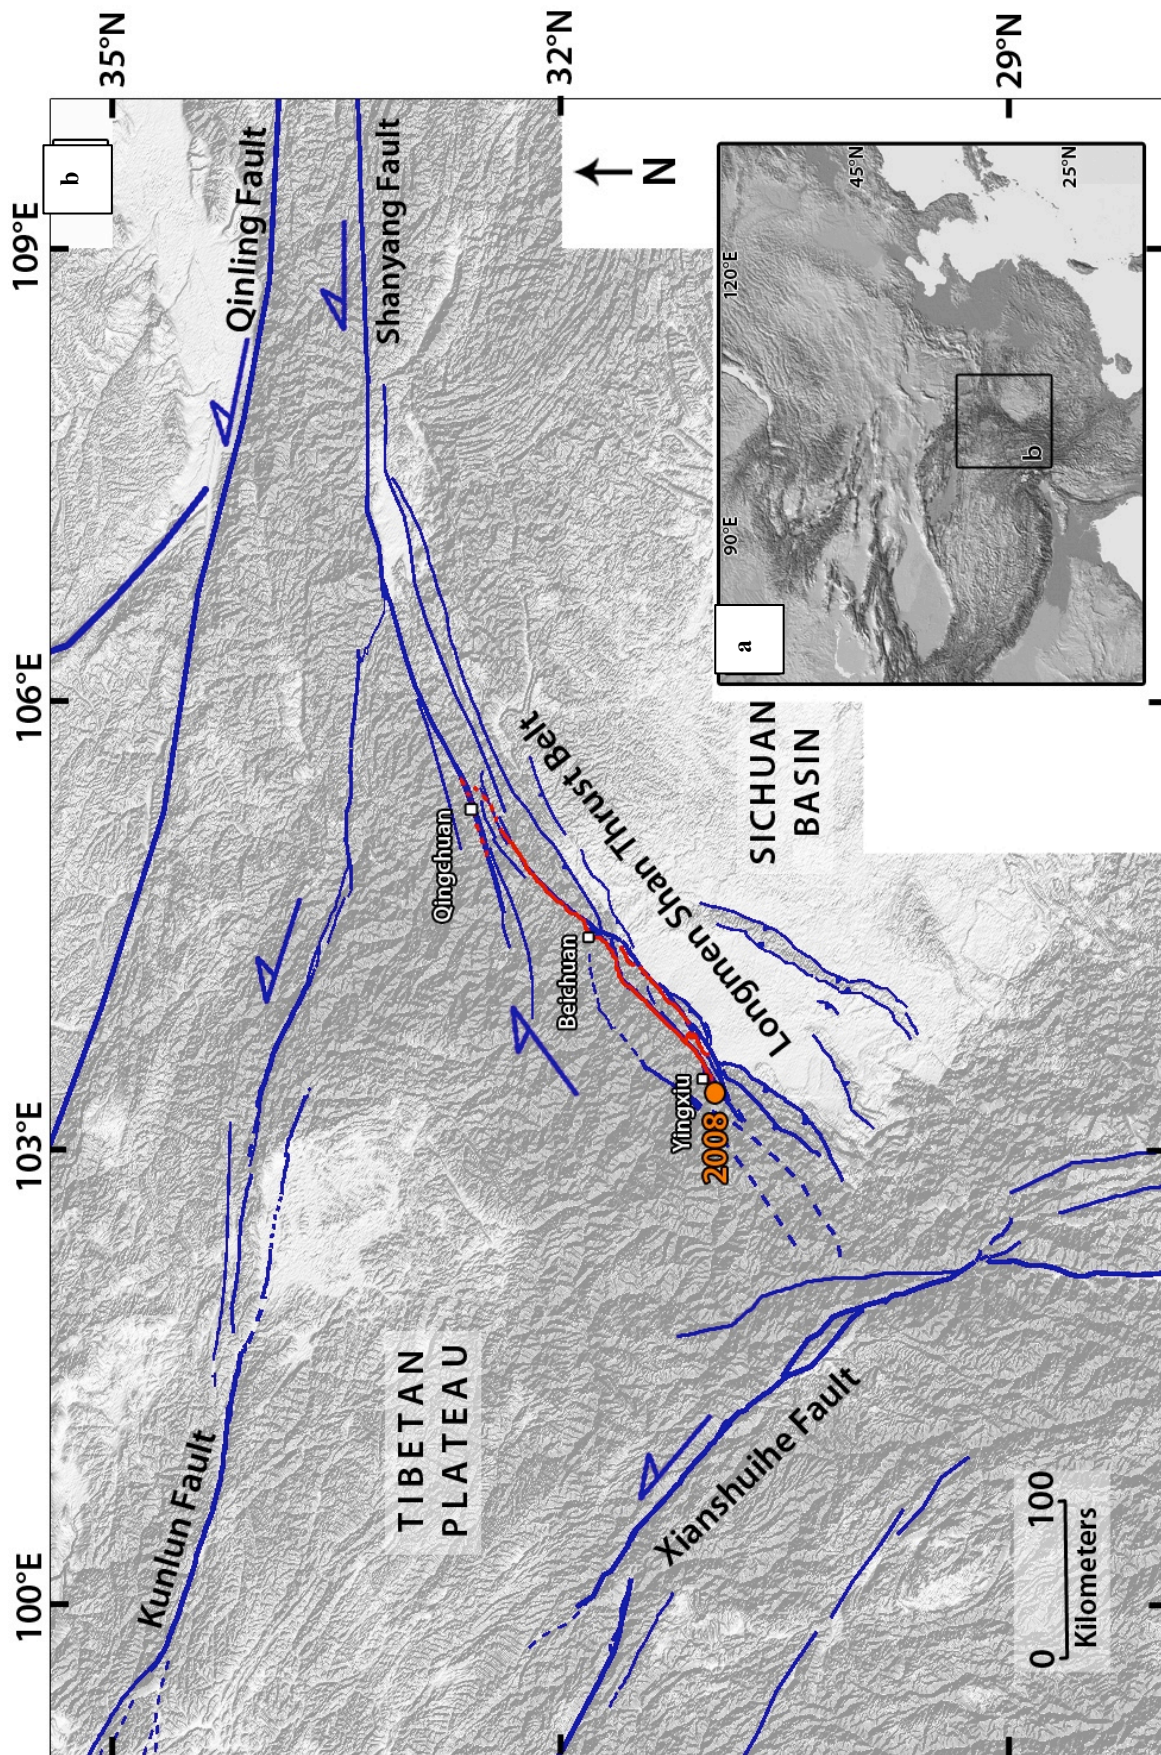 100°E
103°E
106°E
109°E
35°N
32°N
29°N
b
Kunlun Fault
Qinling Fault
Shanyang Fault
N
Qingchuan
Beichuan
Yingxiu
2008
Longmen Shan Thrust Belt
TIBETAN
PLATEAU
SICHUAN
BASIN
Xianshuihe Fault
0
100
Kilometers
a
90°E
120°E
45°N
25°N
b